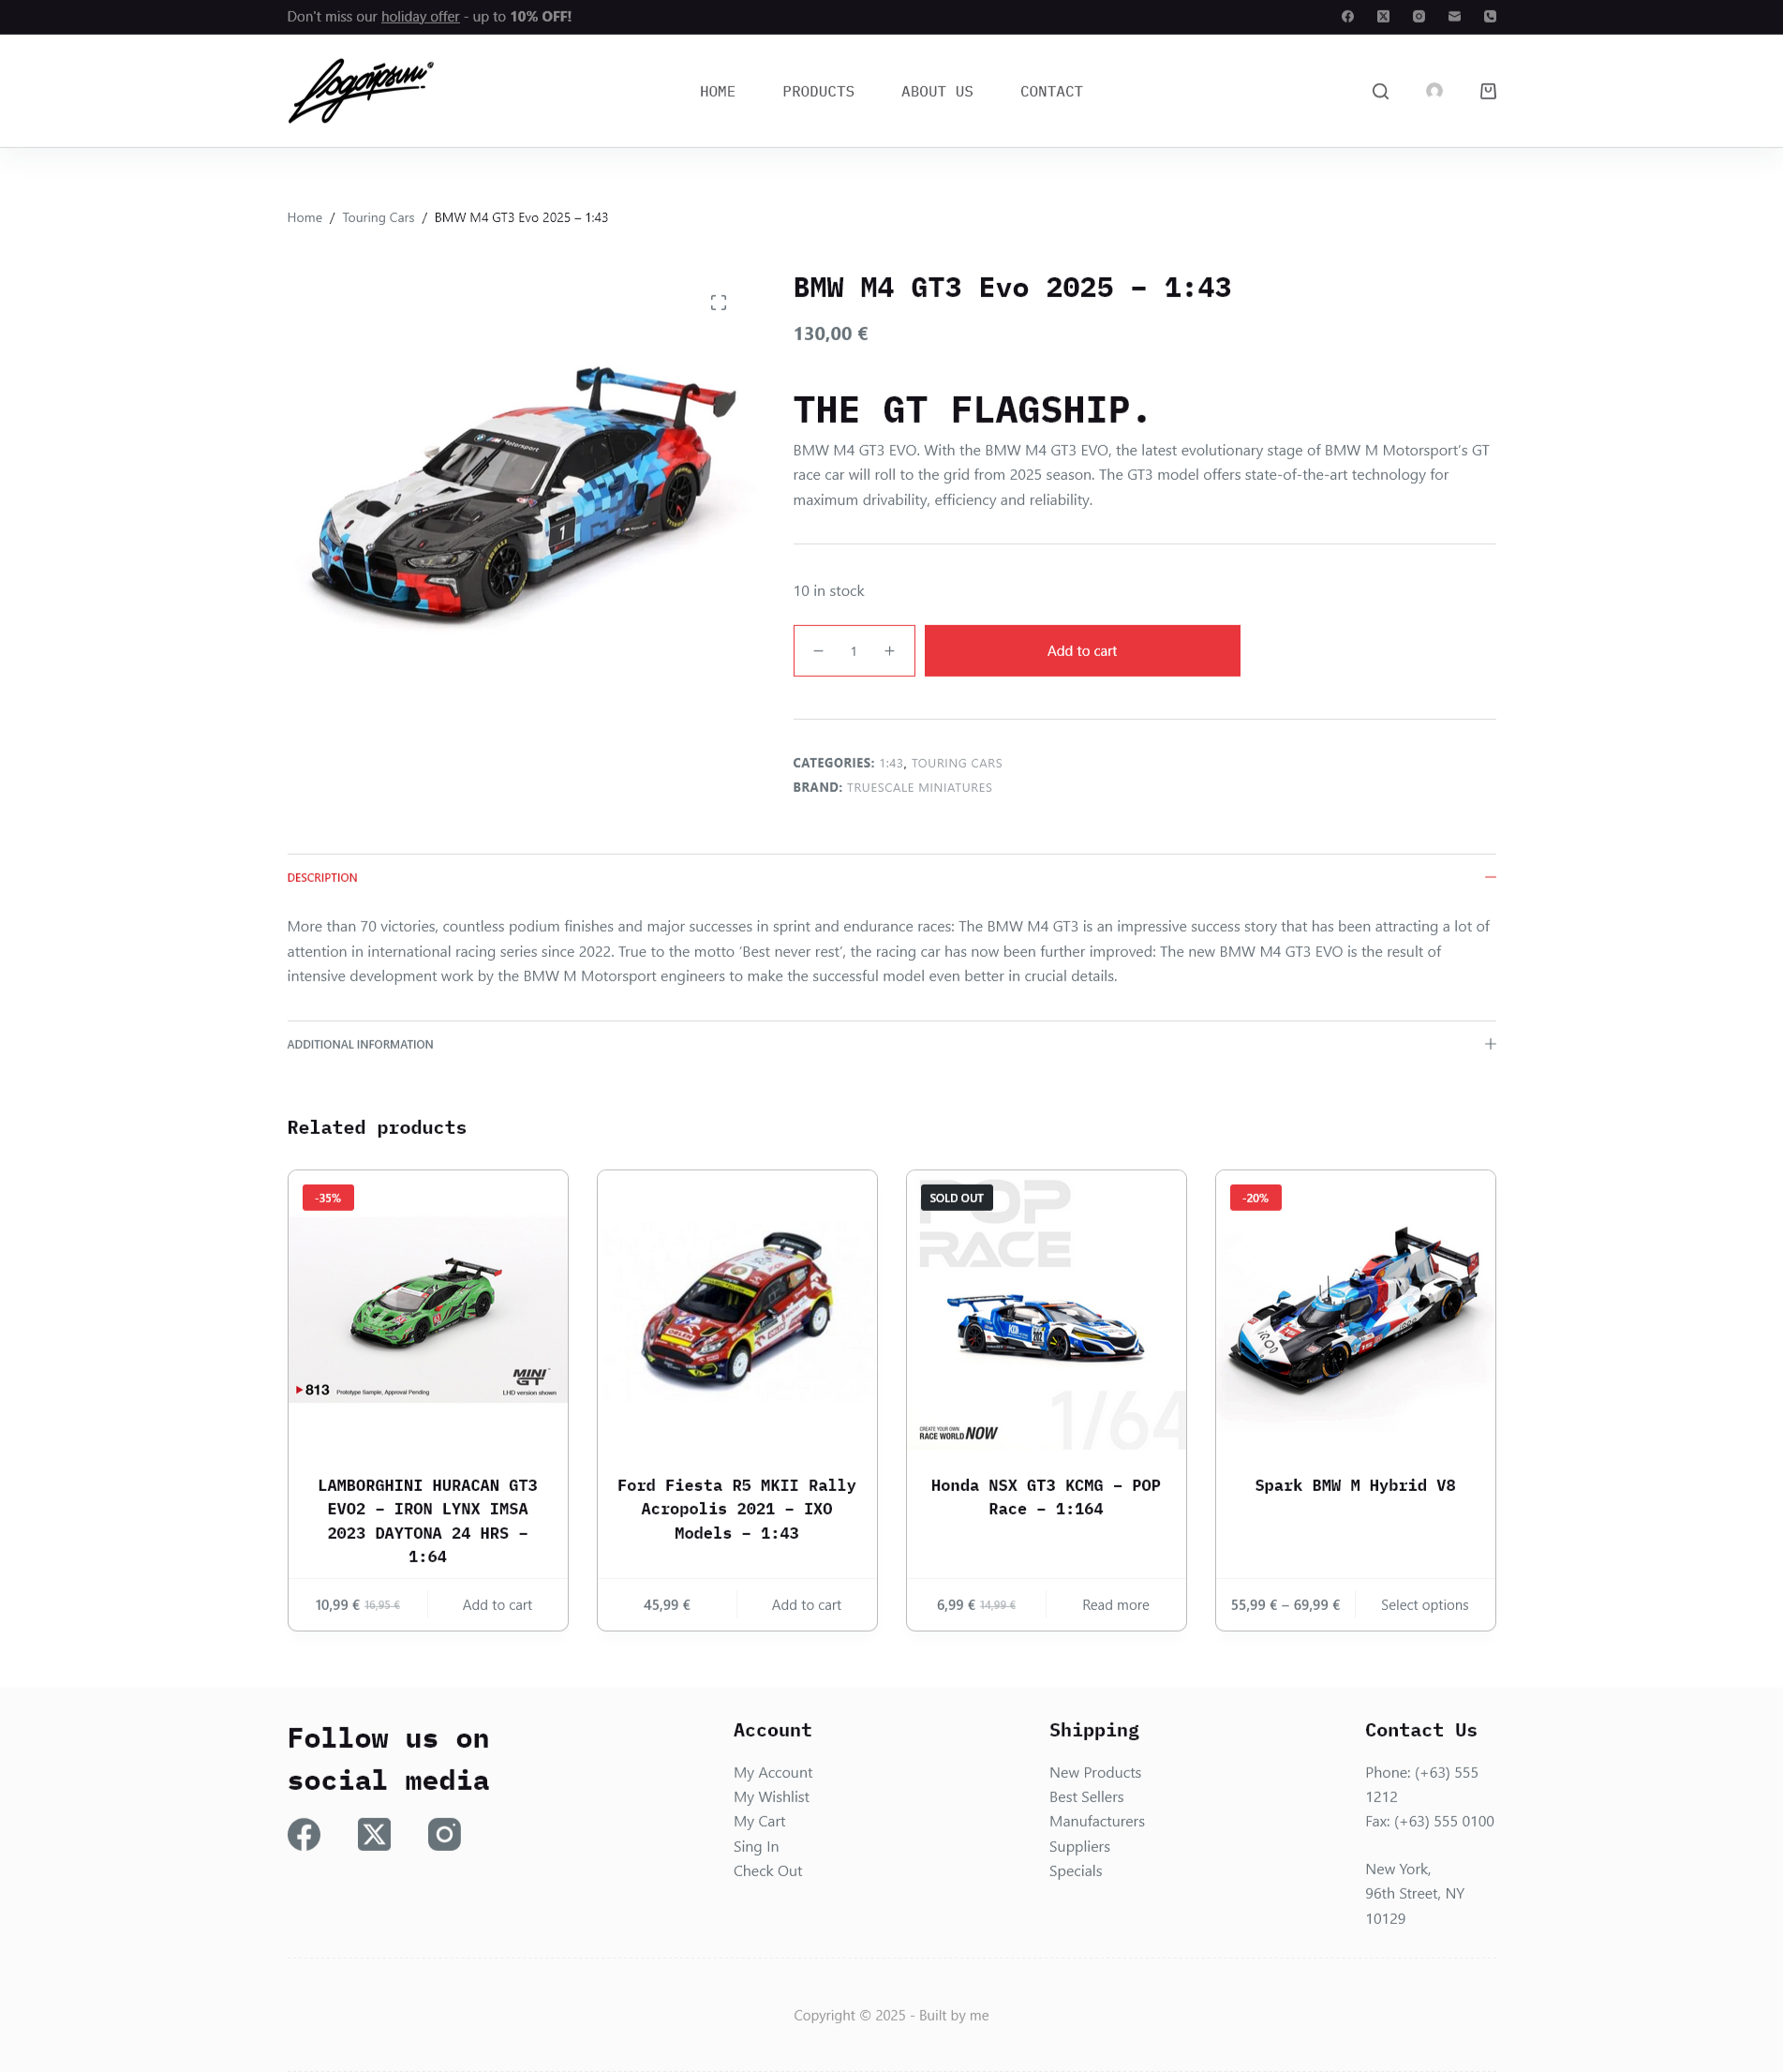 Don't miss our holiday offer - up to 10% OFF!
Logoipsum
HOME
PRODUCTS
ABOUT US
CONTACT
Home / Touring Cars / BMW M4 GT3 Evo 2025 – 1:43
BMW M4 GT3 Evo 2025 – 1:43
130,00 €
THE GT FLAGSHIP.
BMW M4 GT3 EVO. With the BMW M4 GT3 EVO, the latest evolutionary stage of BMW M Motorsport's GT
race car will roll to the grid from 2025 season. The GT3 model offers state-of-the-art technology for
maximum drivability, efficiency and reliability.
10 in stock
− 1 +
Add to cart
CATEGORIES: 1:43, TOURING CARS
BRAND: TRUESCALE MINIATURES
DESCRIPTION
More than 70 victories, countless podium finishes and major successes in sprint and endurance races: The BMW M4 GT3 is an impressive success story that has been attracting a lot of
attention in international racing series since 2022. True to the motto 'Best never rest', the racing car has now been further improved: The new BMW M4 GT3 EVO is the result of
intensive development work by the BMW M Motorsport engineers to make the successful model even better in crucial details.
ADDITIONAL INFORMATION
Related products
-35%
MINI GT
813 Prototype Sample, Approval Pending
LHD version shown
LAMBORGHINI HURACAN GT3
EVO2 – IRON LYNX IMSA
2023 DAYTONA 24 HRS –
1:64
10,99 € 16,95 €
Add to cart
Ford Fiesta R5 MKII Rally
Acropolis 2021 – IXO
Models – 1:43
45,99 €
Add to cart
SOLD OUT
POP
RACE
202
1/64
CREATE YOUR OWN
RACE WORLD NOW
Honda NSX GT3 KCMG – POP
Race – 1:164
6,99 € 14,99 €
Read more
-20%
Spark BMW M Hybrid V8
55,99 € – 69,99 €
Select options
Follow us on
social media
Account
My Account
My Wishlist
My Cart
Sing In
Check Out
Shipping
New Products
Best Sellers
Manufacturers
Suppliers
Specials
Contact Us
Phone: (+63) 555
1212
Fax: (+63) 555 0100
New York,
96th Street, NY
10129
Copyright © 2025 - Built by me